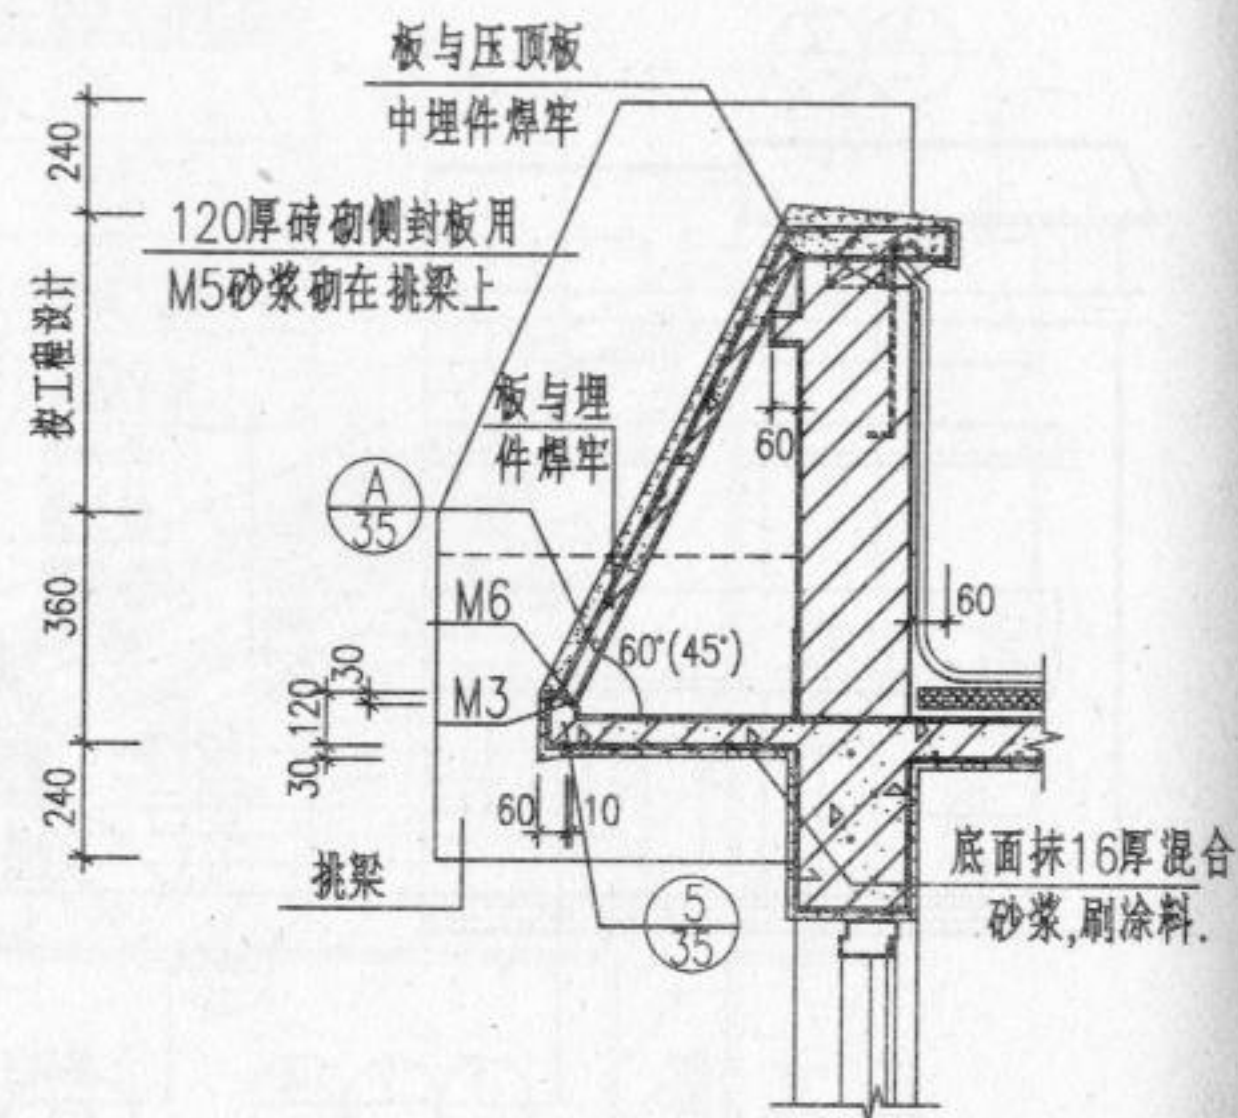 板与压顶板
中埋件焊牢
240
120厚砖砌侧封板用
M5砂浆砌在挑梁上
按工程设计
板与埋
件焊牢
60
A
35
360
M6
60°(45°)
60
30
120
M3
30
240
60
10
挑梁
5
35
底面抹16厚混合
砂浆,刷涂料.